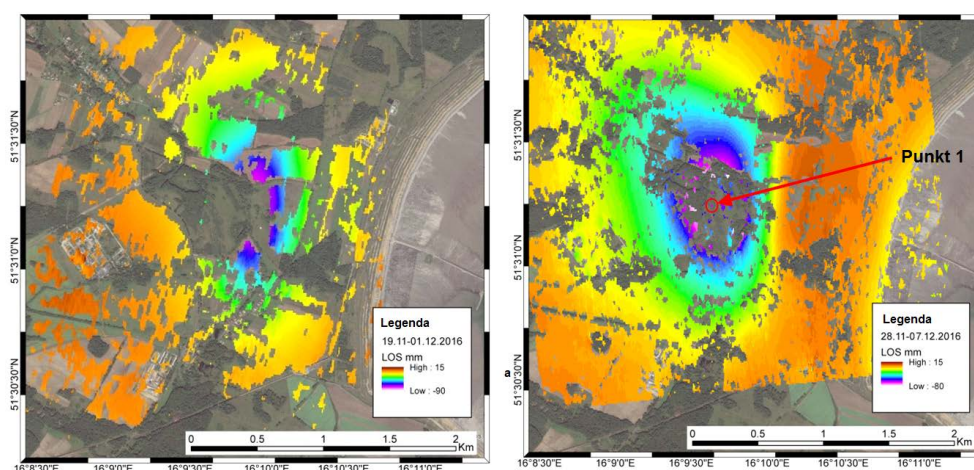 51°31'30"N
51°31'0"N
51°30'30"N
Legenda
19.11-01.12.2016
LOS mm
High : 15
Low : -90
0 0.5 1 1.5 2
Km
16°8'30"E 16°9'0"E 16°9'30"E 16°10'0"E 16°10'30"E 16°11'0"E
a
51°31'30"N
51°31'0"N
51°30'30"N
Punkt 1
Legenda
28.11-07.12.2016
LOS mm
High : 15
Low : -80
0 0.5 1 1.5 2
Km
16°8'30"E 16°9'0"E 16°9'30"E 16°10'0"E 16°10'30"E 16°11'0"E